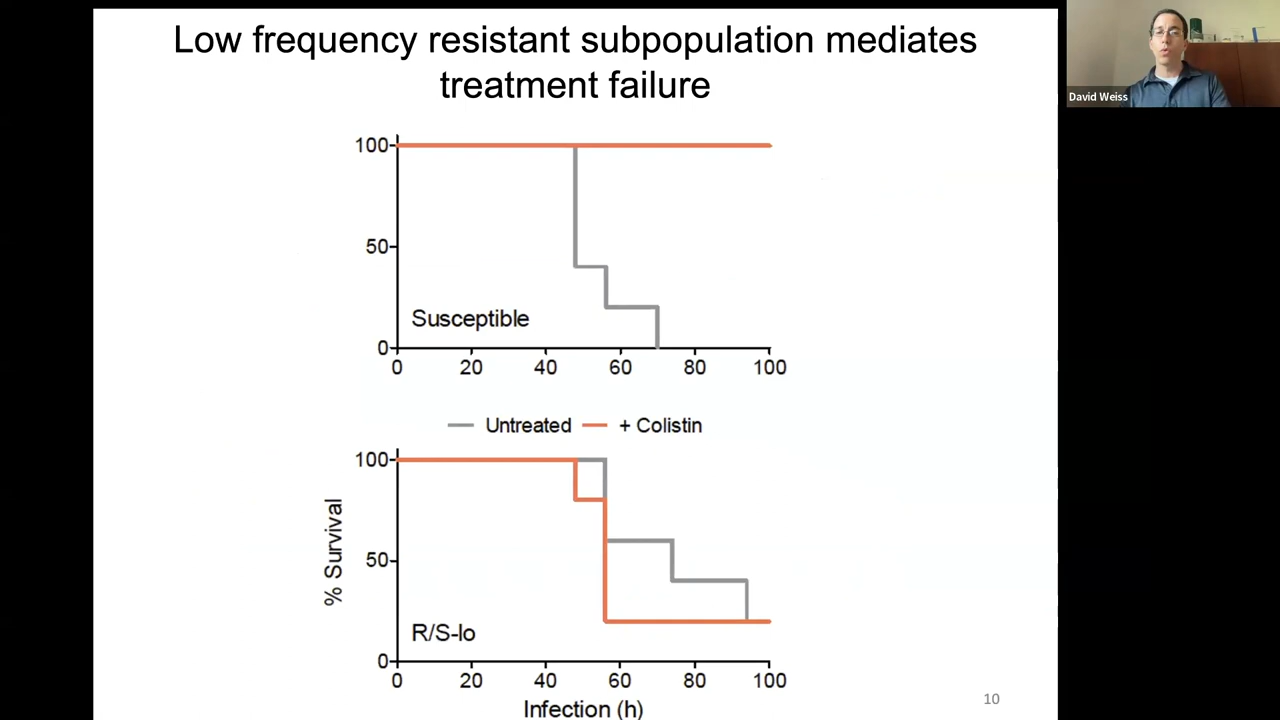 Low frequency resistant subpopulation mediates
treatment failure
David Weiss
100
50
0
Susceptible
0 20 40 60 80 100
Untreated + Colistin
100
50
0
% Survival
R/S-lo
0 20 40 60 80 100
Infection (h)
10